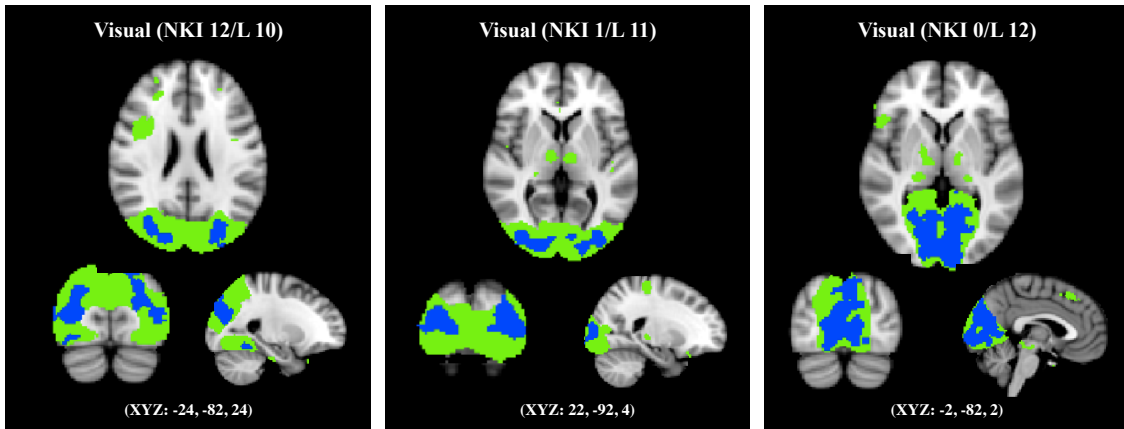 Visual (NKI 12/L 10)
Visual (NKI 1/L 11)
Visual (NKI 0/L 12)
(XYZ: -24, -82, 24)
(XYZ: 22, -92, 4)
(XYZ: -2, -82, 2)